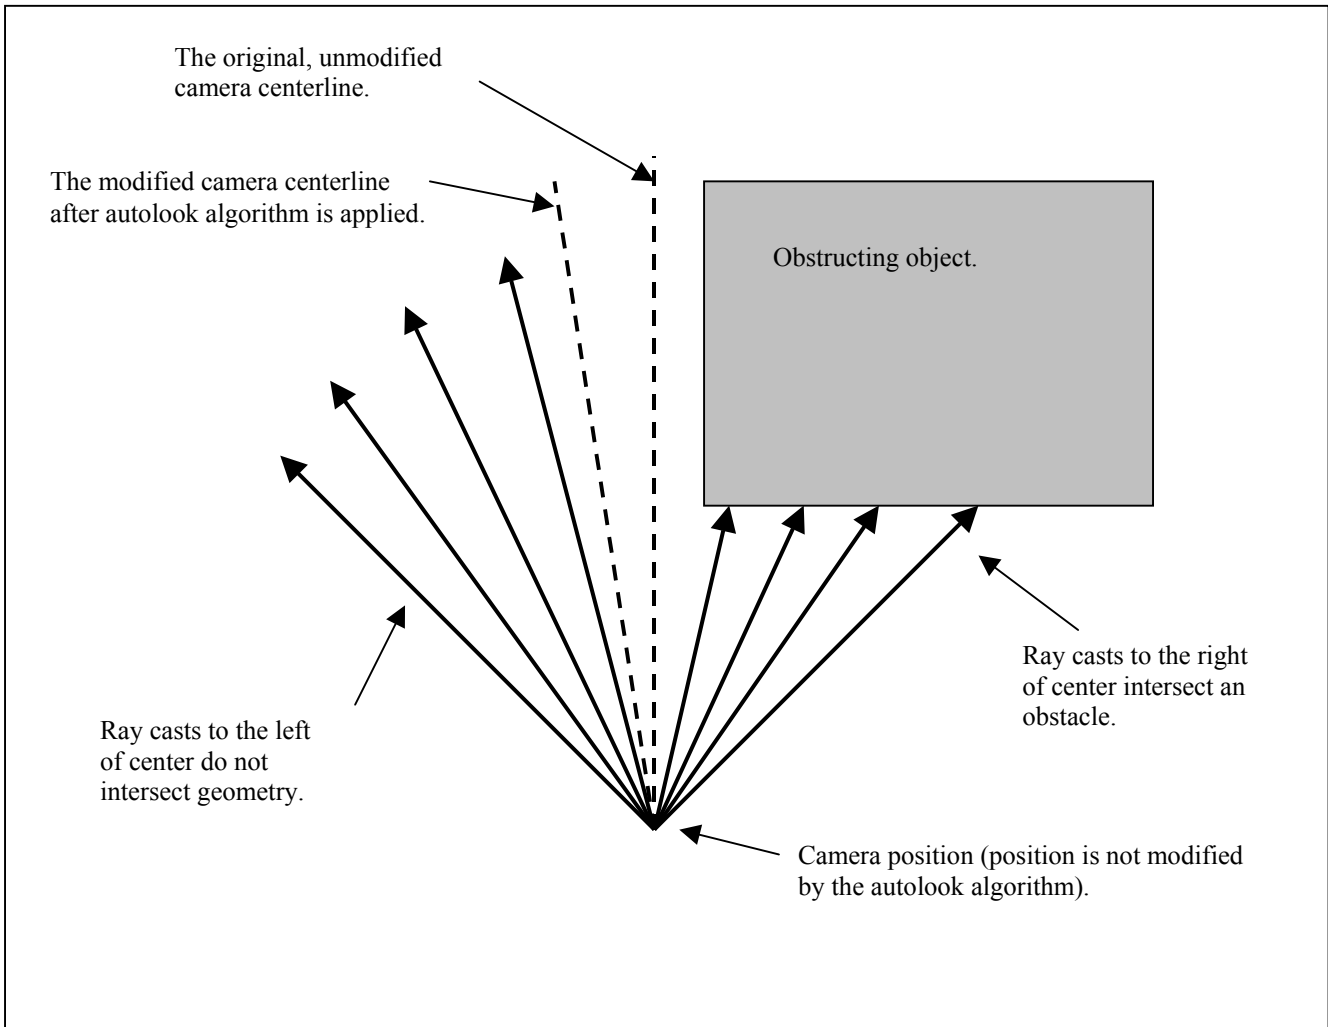 The original, unmodified
camera centerline.
The modified camera centerline
after autolook algorithm is applied.
Obstructing object.
Ray casts to the right
of center intersect an
obstacle.
Ray casts to the left
of center do not
intersect geometry.
Camera position (position is not modified
by the autolook algorithm).